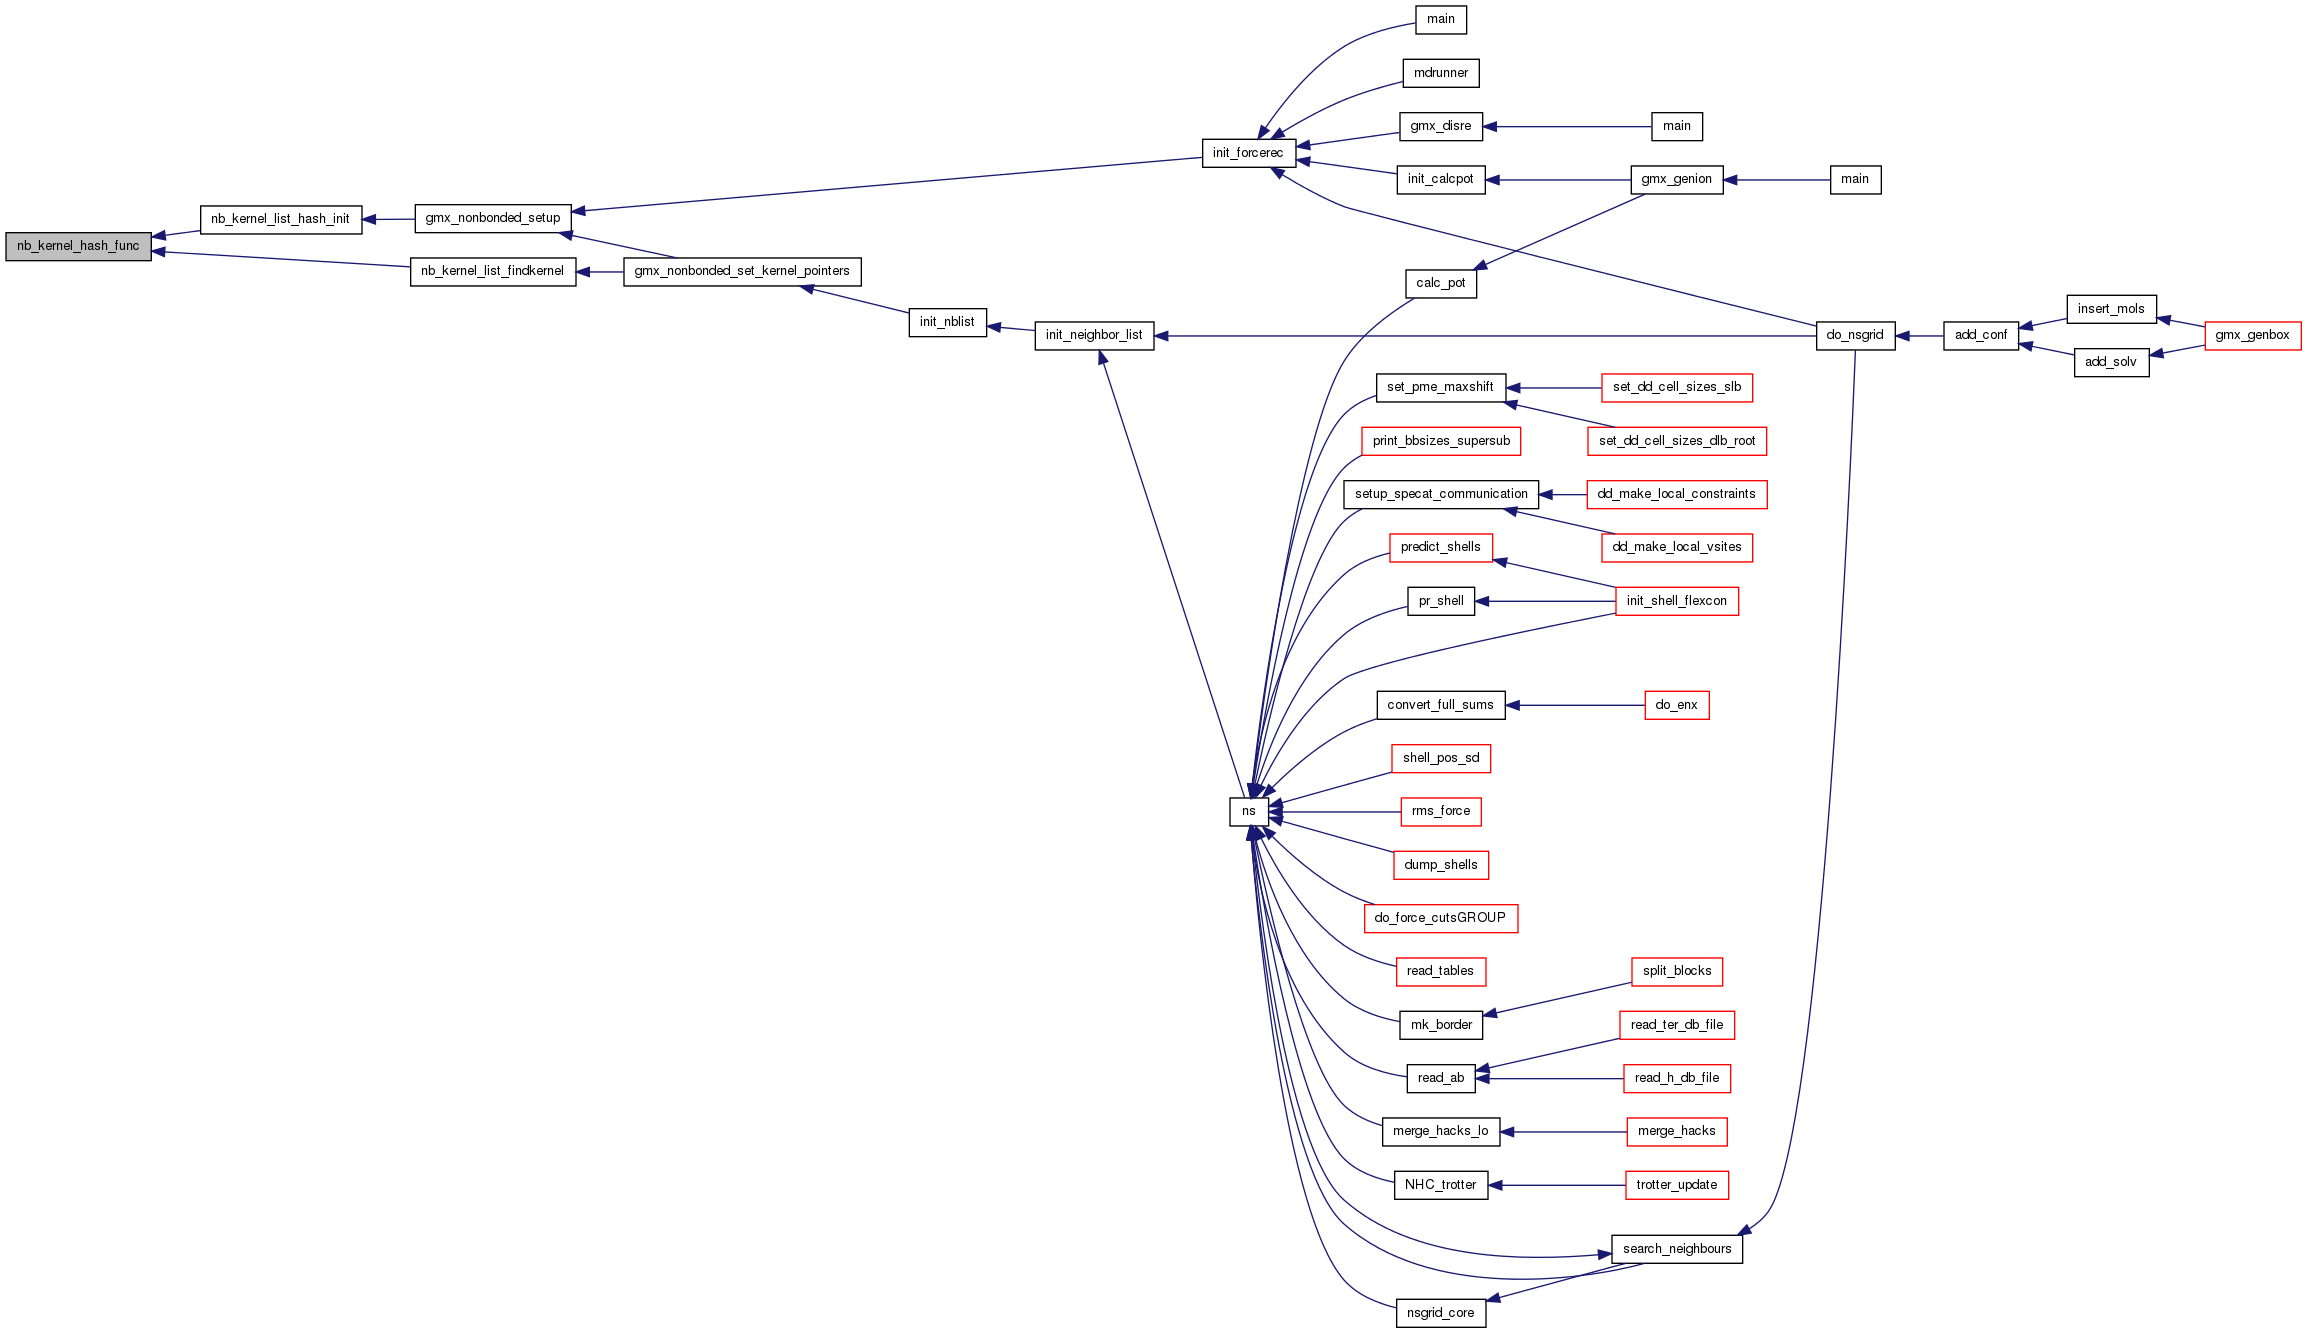 main
mdrunner
gmx_disre
main
init_forcerec
init_calcpot
gmx_genion
main
nb_kernel_list_hash_init
gmx_nonbonded_setup
nb_kernel_hash_func
nb_kernel_list_findkernel
gmx_nonbonded_set_kernel_pointers
calc_pot
insert_mols
init_nblist
init_neighbor_list
do_nsgrid
add_conf
gmx_genbox
add_solv
set_pme_maxshift
set_dd_cell_sizes_slb
print_bbsizes_supersub
set_dd_cell_sizes_dlb_root
setup_specat_communication
dd_make_local_constraints
predict_shells
dd_make_local_vsites
pr_shell
init_shell_flexcon
convert_full_sums
do_enx
shell_pos_sd
ns
rms_force
dump_shells
do_force_cutsGROUP
read_tables
split_blocks
mk_border
read_ter_db_file
read_ab
read_h_db_file
merge_hacks_lo
merge_hacks
NHC_trotter
trotter_update
search_neighbours
nsgrid_core